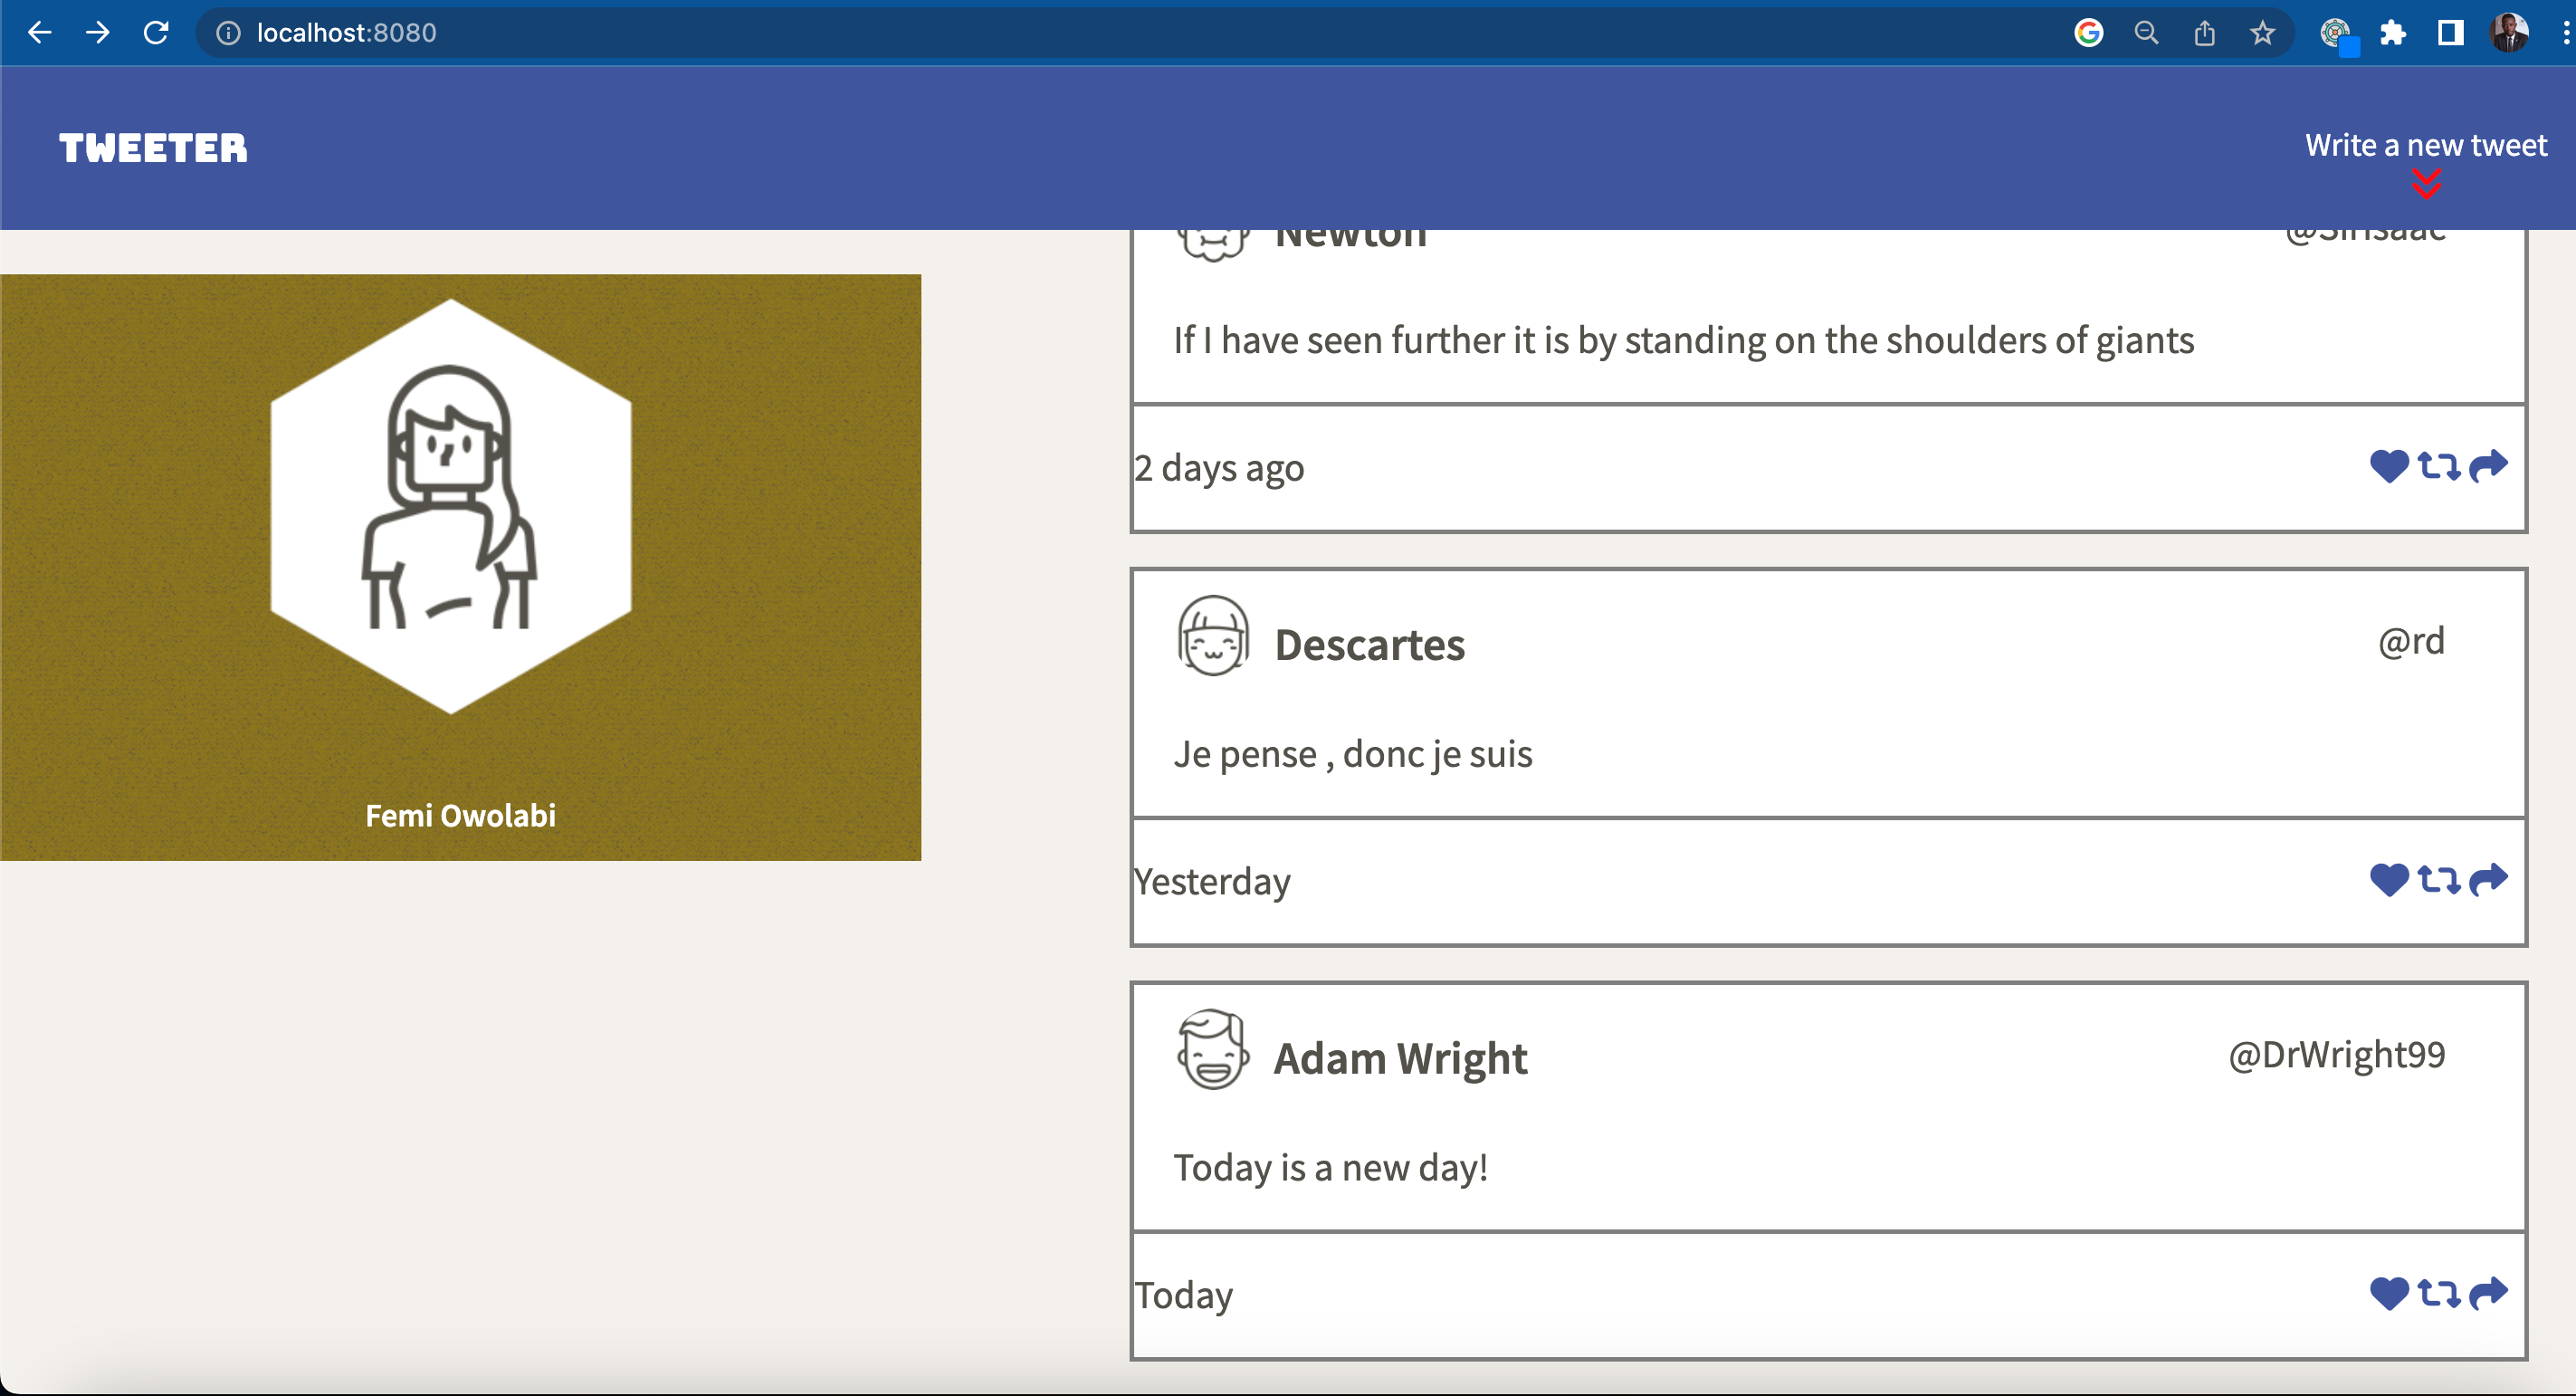 localhost:8080
TWEETER
Write a new tweet
Newton @SirIsaac
If I have seen further it is by standing on the shoulders of giants
2 days ago
Femi Owolabi
Descartes @rd
Je pense , donc je suis
Yesterday
Adam Wright @DrWright99
Today is a new day!
Today